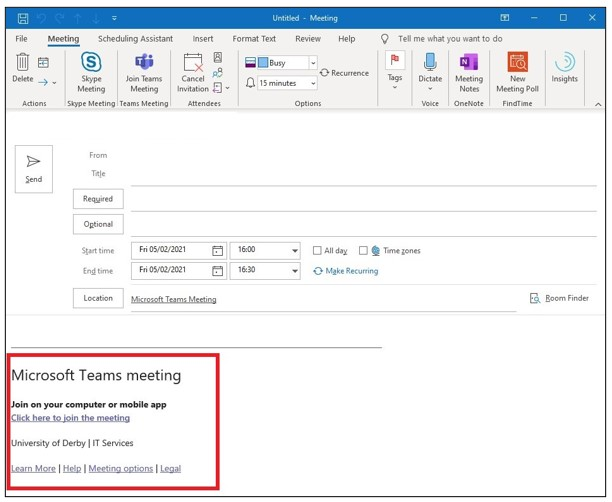 Untitled - Meeting
File Meeting Scheduling Assistant Insert Format Text Review Help Tell me what you want to do
Delete
Actions
Skype
Meeting
Skype Meeting
Join Teams
Meeting
Teams Meeting
Cancel
Invitation
Attendees
Busy
15 minutes
Recurrence
Options
Tags
Dictate
Voice
Meeting
Notes
OneNote
New
Meeting Poll
FindTime
Insights
Send
From
Title
Required
Optional
Start time Fri 05/02/2021 16:00 All day Time zones
End time Fri 05/02/2021 16:30 Make Recurring
Location Microsoft Teams Meeting Room Finder
Microsoft Teams meeting
Join on your computer or mobile app
Click here to join the meeting
University of Derby | IT Services
Learn More | Help | Meeting options | Legal